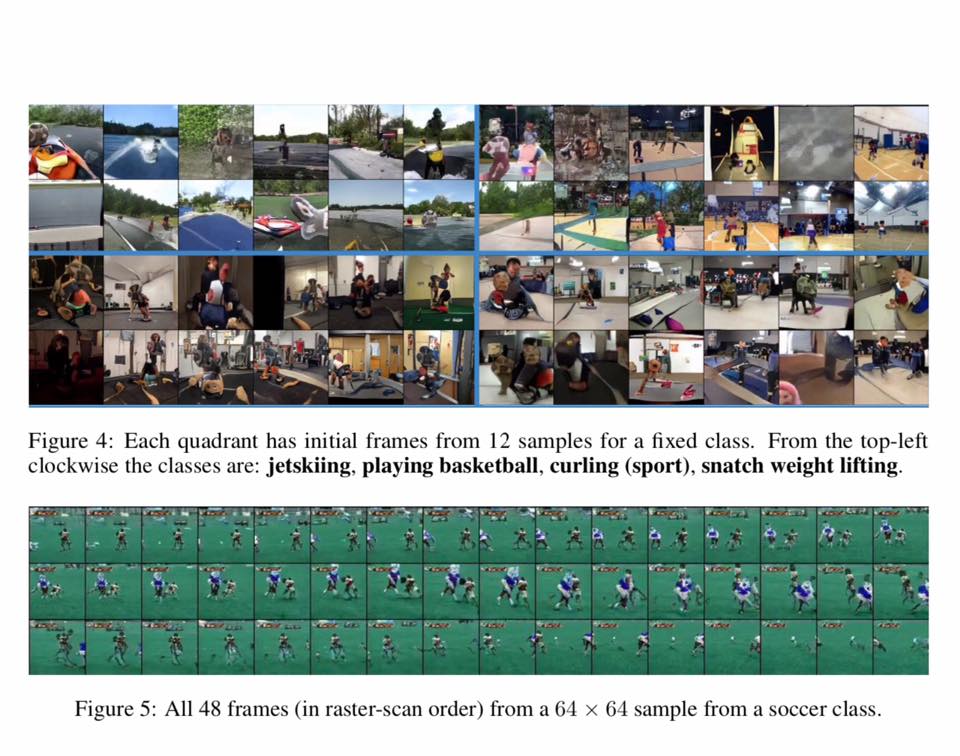 Figure 4: Each quadrant has initial frames from 12 samples for a fixed class. From the top-left
clockwise the classes are: jetskiing, playing basketball, curling (sport), snatch weight lifting.
Figure 5: All 48 frames (in raster-scan order) from a 64 × 64 sample from a soccer class.